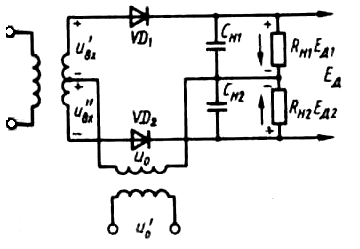 + VD₁ + +
u'вх Cн1 Rн1 Eд1
- - -
+ Eд
u''вх Cн2 - Rн2 Eд2
- VD₂ + +
u₀
u'₀